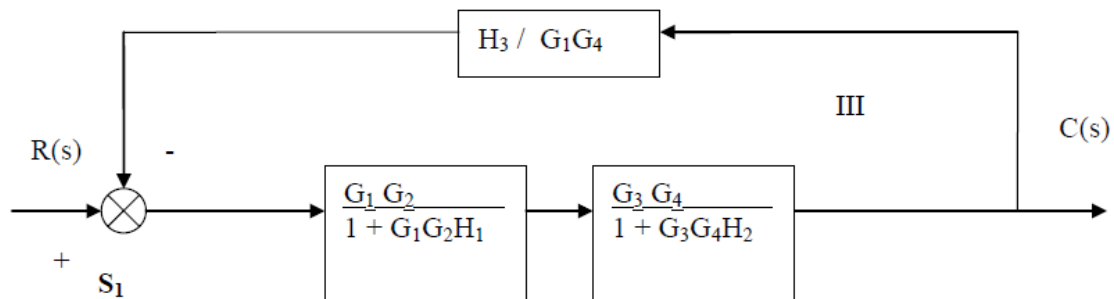 H₃ / G₁G₄
III
C(s)
R(s)
-
G₁ G₂
1 + G₁G₂H₁
G₃ G₄
1 + G₃G₄H₂
+
S₁